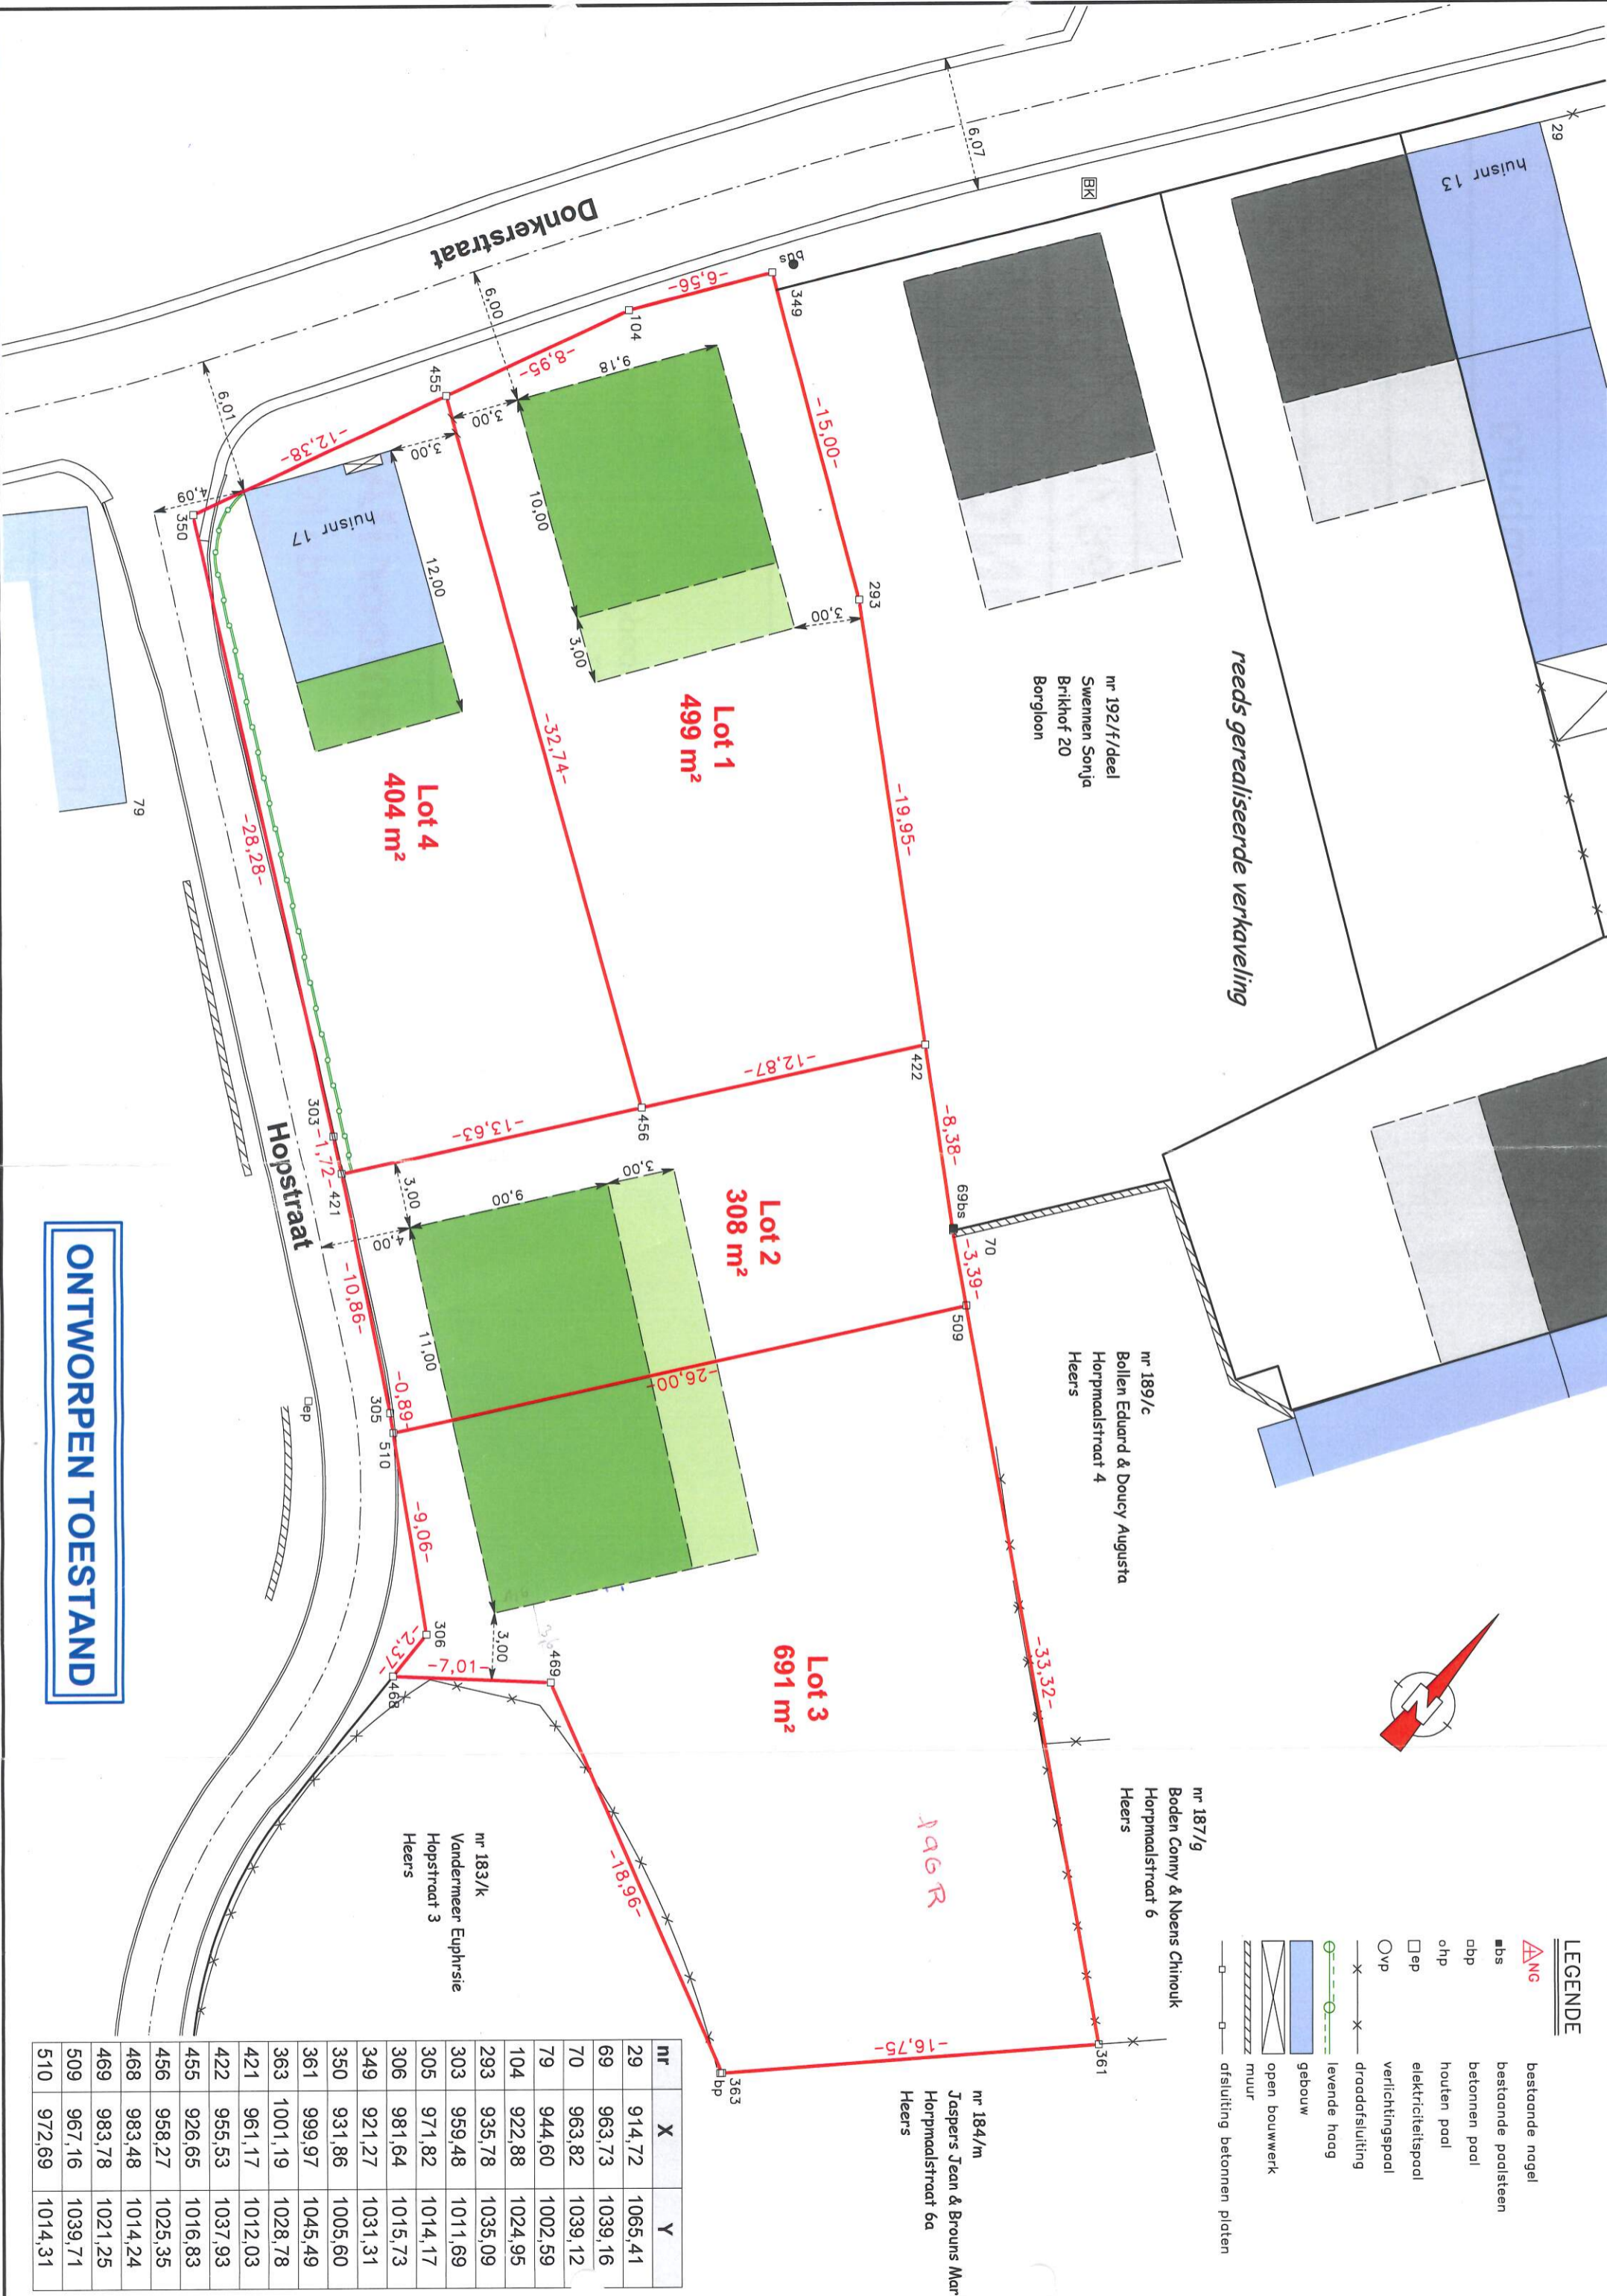 LEGENDE
NG bestaande nagel
bs bestaande paalsteen
bp betonnen paal
hp houten paal
ep elektriciteitspaal
vp verlichtingspaal
draadafsluiting
levende haag
gebouw
open bouwwerk
muur
afsluiting betonnen platen
29
huisnr 13
BK
6,07
Donkerstraat
bus
349
-6,56-
104
-8,95-
455
6,00
6,01
-12,38-
4,09
350
9,18
10,00
3,00
3,00
3,00
3,00
-15,00-
293
-19,95-
Lot 1
499 m²
-32,74-
huisnr 17
12,00
Lot 4
404 m²
-28,28-
79
reeds gerealiseerde verkaveling
nr 192/f/deel
Swennen Sonja
Brikhof 20
Borgloon
422
-12,87-
456
-13,63-
303
-1,72-
421
Hopstraat
-8,38-
69bs
70
-3,39-
509
Lot 2
308 m²
3,00
9,00
3,00
4,00
-10,86-
11,00
-0,89-
305
510
-26,00-
ep
-9,06-
306
-2,37-
468
-7,01-
469
3,00
nr 189/c
Bollen Eduard & Doucy Augusta
Horpmaalstraat 4
Heers
-33,32-
Lot 3
691 m²
196 R
nr 187/g
Boden Conny & Noens Chinouk
Horpmaalstraat 6
Heers
-18,96-
nr 183/k
Vandermeer Euphrsie
Hopstraat 3
Heers
361
-16,75-
363
bp
nr 184/m
Jaspers Jean & Brouns Mar
Horpmaalstraat 6a
Heers
ONTWORPEN TOESTAND
nr X Y
29 914,72 1065,41
69 963,73 1039,16
70 963,82 1039,12
79 944,60 1002,59
104 922,88 1024,95
293 935,78 1035,09
303 959,48 1011,69
305 971,82 1014,17
306 981,64 1015,73
349 921,27 1031,31
350 931,86 1005,60
361 999,97 1045,49
363 1001,19 1028,78
421 961,17 1012,03
422 955,53 1037,93
455 926,65 1016,83
456 958,27 1025,35
468 983,48 1014,24
469 983,78 1021,25
509 967,16 1039,71
510 972,69 1014,31